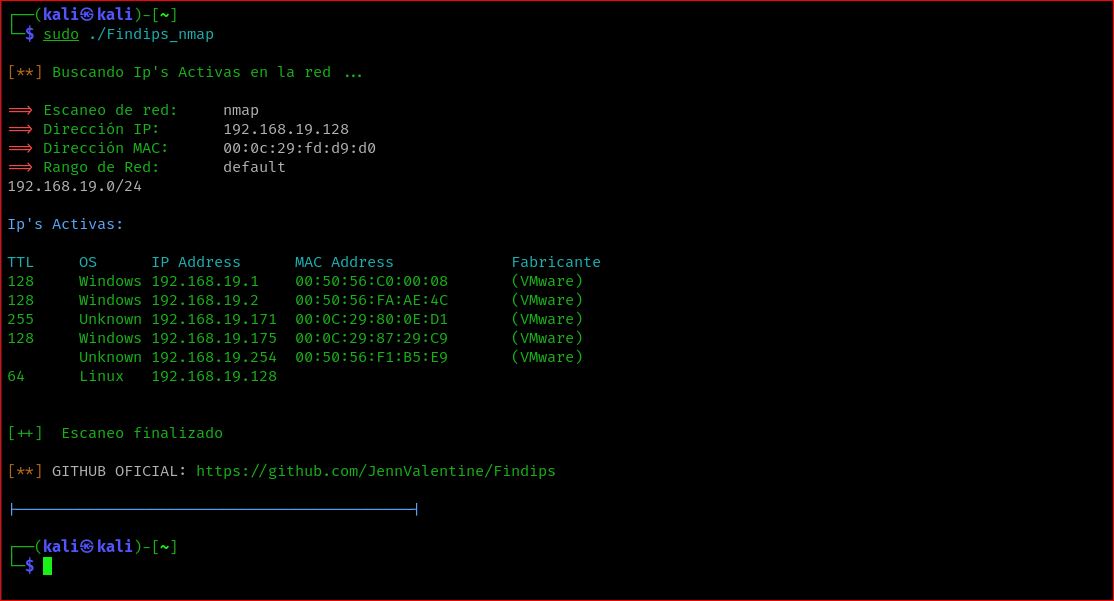 ┌──(kali㉿kali)-[~]
└─$ sudo ./Findips_nmap
[**] Buscando Ip's Activas en la red ...
==> Escaneo de red: nmap
==> Dirección IP: 192.168.19.128
==> Dirección MAC: 00:0c:29:fd:d9:d0
==> Rango de Red: default
192.168.19.0/24
Ip's Activas:
TTL OS IP Address MAC Address Fabricante
128 Windows 192.168.19.1 00:50:56:C0:00:08 (VMware)
128 Windows 192.168.19.2 00:50:56:FA:AE:4C (VMware)
255 Unknown 192.168.19.171 00:0C:29:80:0E:D1 (VMware)
128 Windows 192.168.19.175 00:0C:29:87:29:C9 (VMware)
Unknown 192.168.19.254 00:50:56:F1:B5:E9 (VMware)
64 Linux 192.168.19.128
[++] Escaneo finalizado
[**] GITHUB OFICIAL: https://github.com/JennValentine/Findips
┌──(kali㉿kali)-[~]
└─$